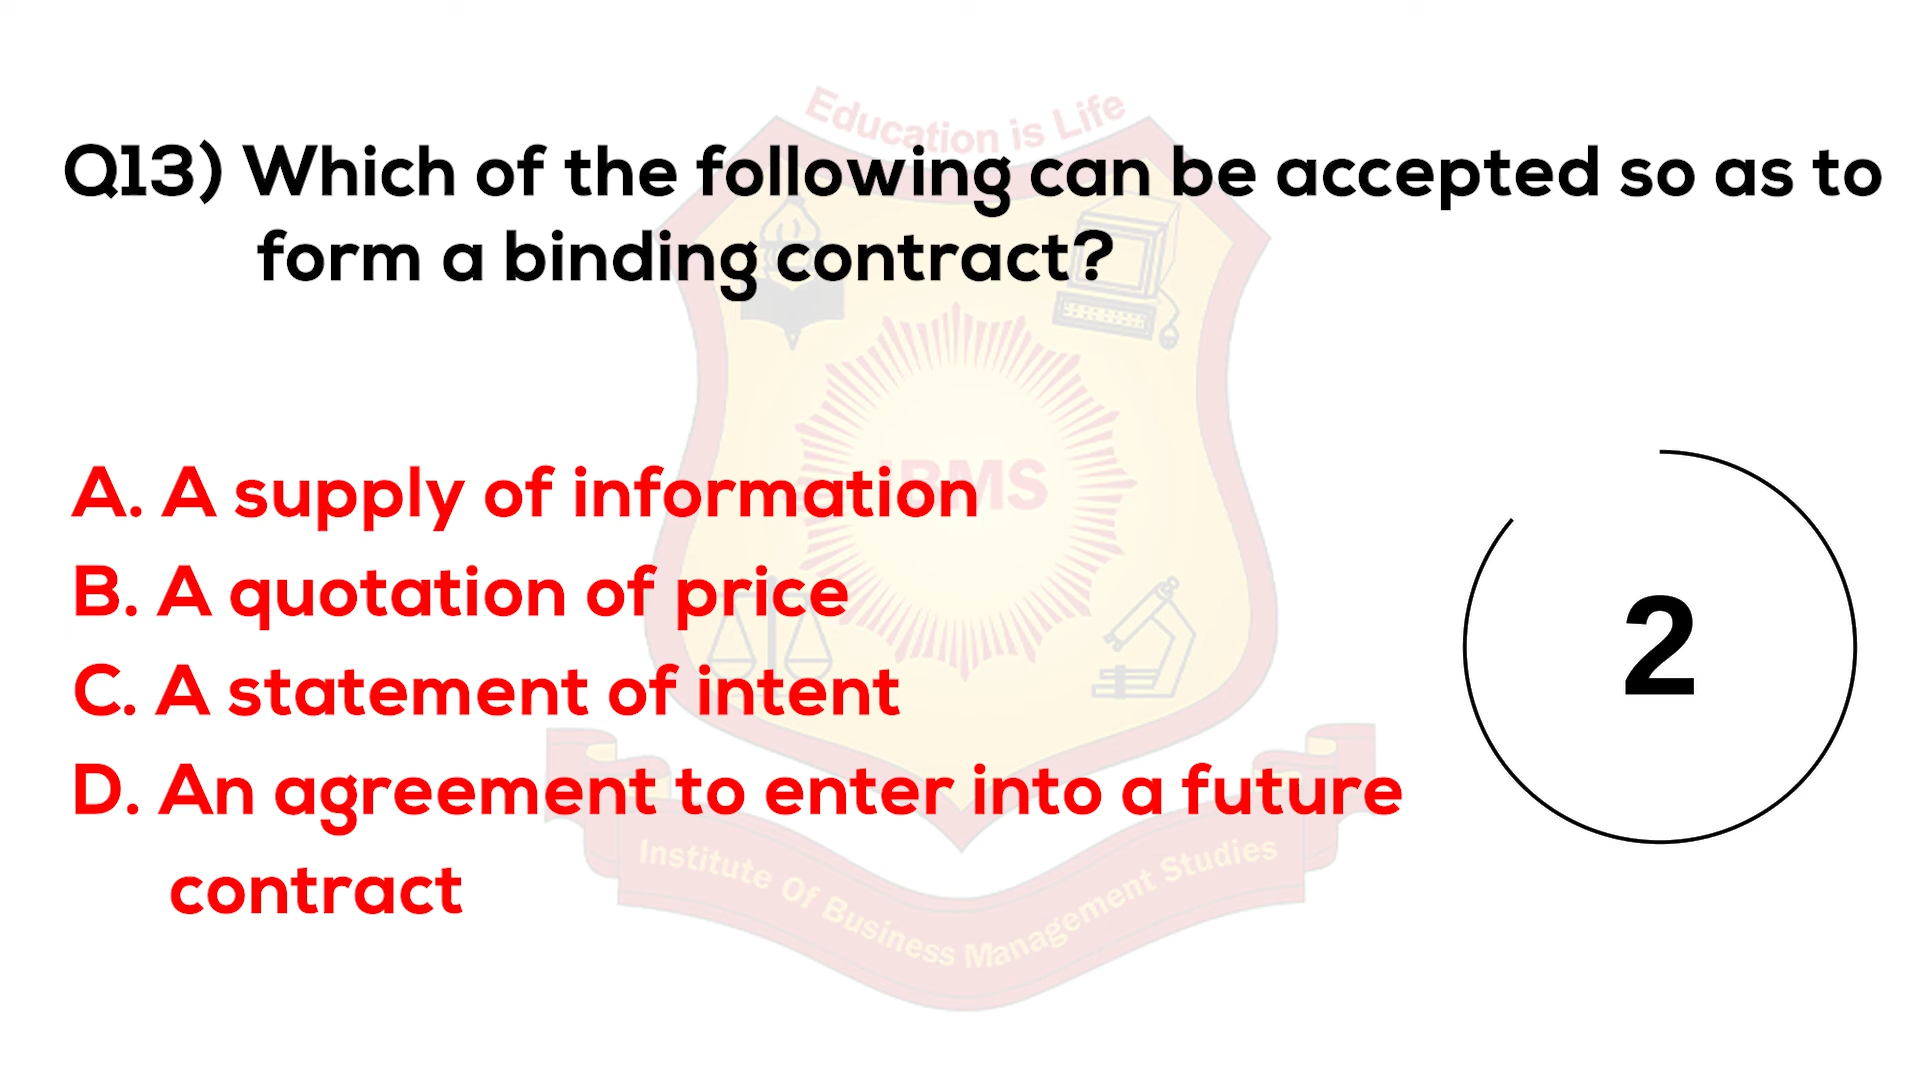 Education is Life
Q13) Which of the following can be accepted so as to
form a binding contract?
IBMS
A. A supply of information
B. A quotation of price
C. A statement of intent
D. An agreement to enter into a future
contract
2
Institute Of Business Management Studies